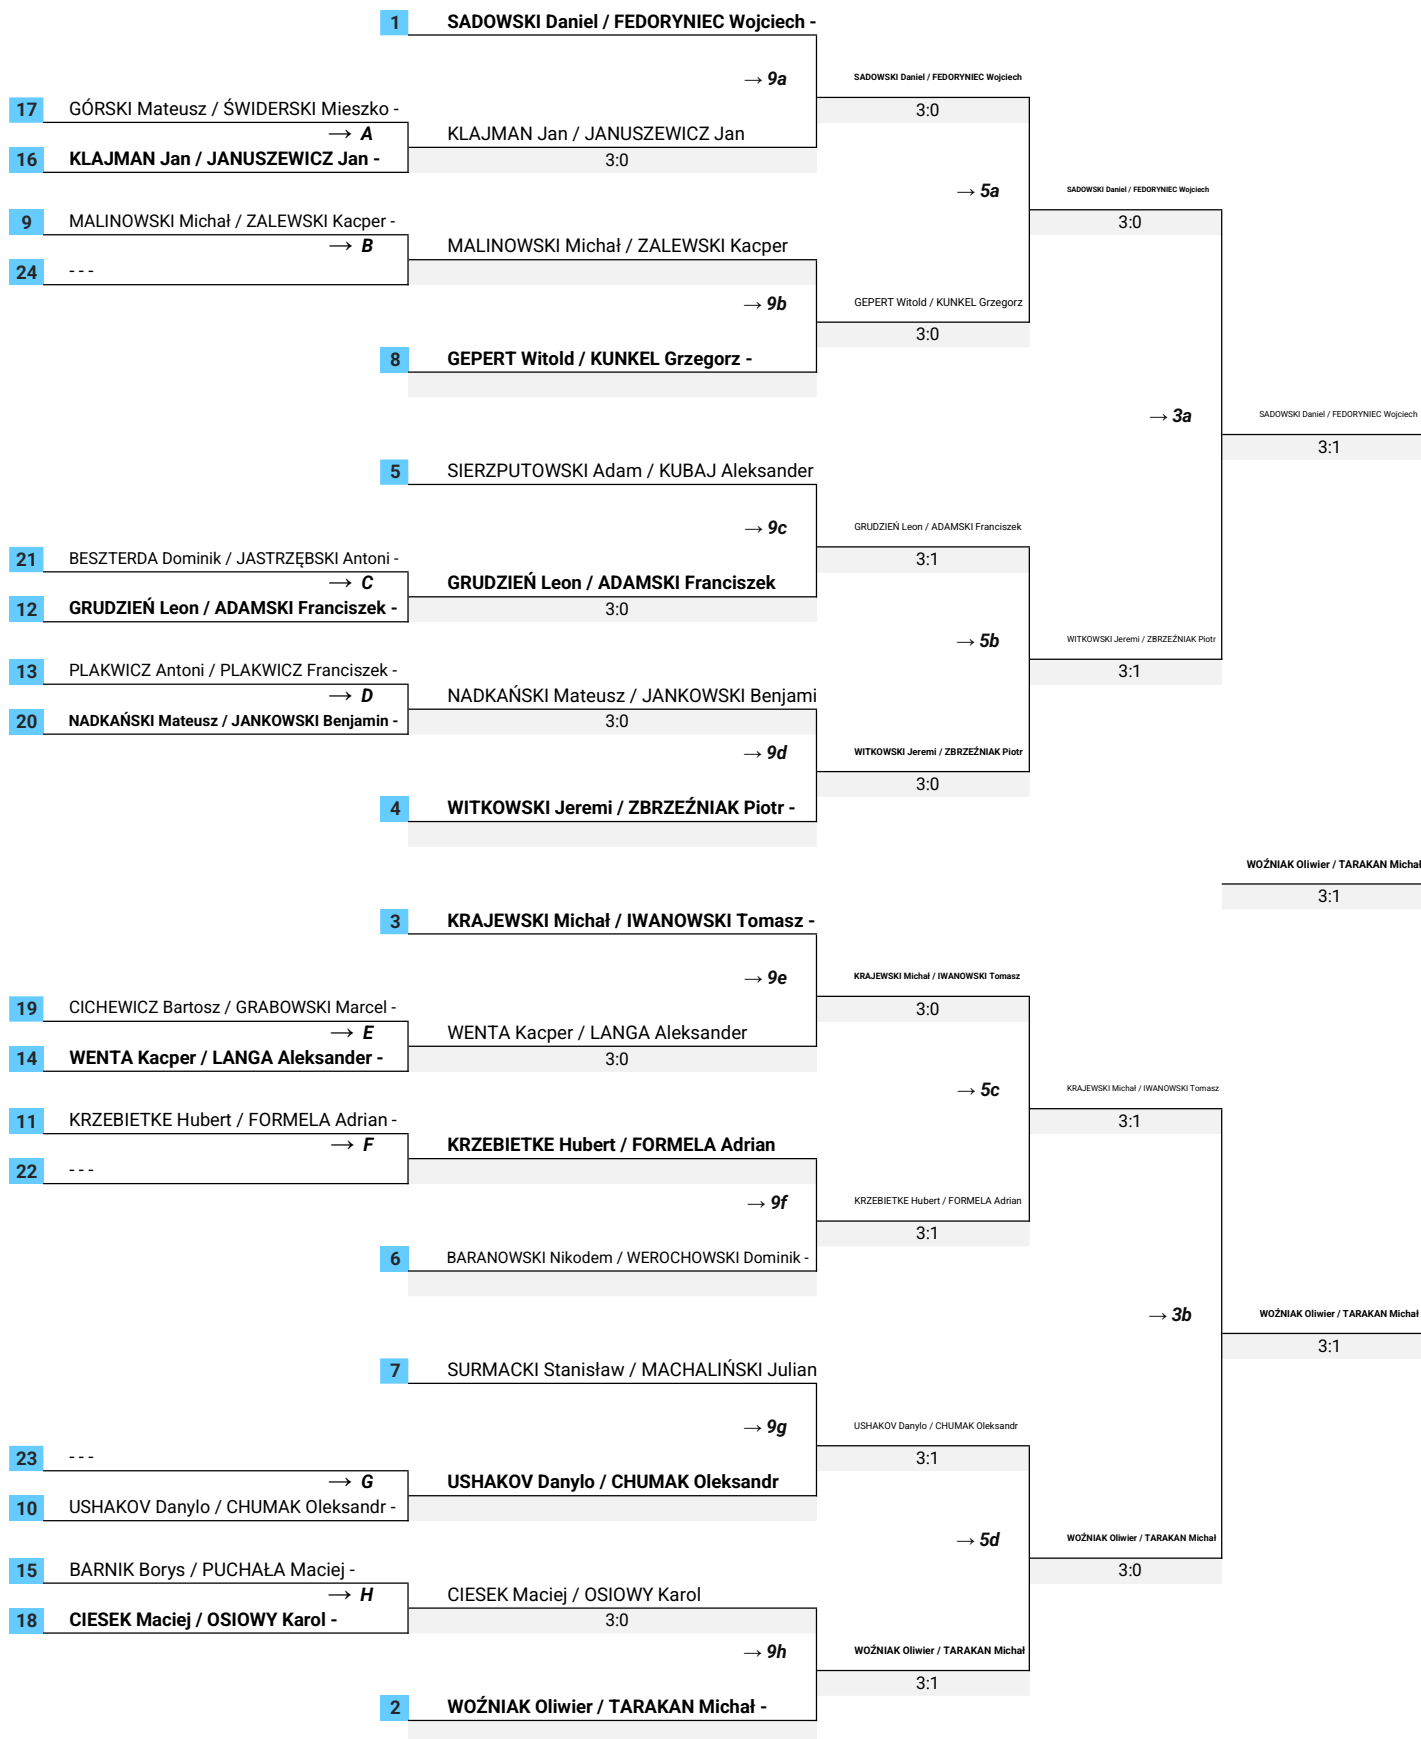 1 SADOWSKI Daniel / FEDORYNIEC Wojciech -
→ 9a SADOWSKI Daniel / FEDORYNIEC Wojciech
17 GÓRSKI Mateusz / ŚWIDERSKI Mieszko - 3:0
→ A KLAJMAN Jan / JANUSZEWICZ Jan
16 KLAJMAN Jan / JANUSZEWICZ Jan - 3:0
→ 5a SADOWSKI Daniel / FEDORYNIEC Wojciech
9 MALINOWSKI Michał / ZALEWSKI Kacper - 3:0
→ B MALINOWSKI Michał / ZALEWSKI Kacper
24 - - -
→ 9b GEPERT Witold / KUNKEL Grzegorz
3:0
8 GEPERT Witold / KUNKEL Grzegorz -
→ 3a SADOWSKI Daniel / FEDORYNIEC Wojciech
3:1
5 SIERZPUTOWSKI Adam / KUBAJ Aleksander
→ 9c GRUDZIEŃ Leon / ADAMSKI Franciszek
21 BESZTERDA Dominik / JASTRZĘBSKI Antoni - 3:1
→ C GRUDZIEŃ Leon / ADAMSKI Franciszek
12 GRUDZIEŃ Leon / ADAMSKI Franciszek - 3:0
→ 5b WITKOWSKI Jeremi / ZBRZEŹNIAK Piotr
13 PLAKWICZ Antoni / PLAKWICZ Franciszek - 3:1
→ D NADKAŃSKI Mateusz / JANKOWSKI Benjami
20 NADKAŃSKI Mateusz / JANKOWSKI Benjamin - 3:0
→ 9d WITKOWSKI Jeremi / ZBRZEŹNIAK Piotr
3:0
4 WITKOWSKI Jeremi / ZBRZEŹNIAK Piotr -
WOŹNIAK Oliwier / TARAKAN Michał
3:1
3 KRAJEWSKI Michał / IWANOWSKI Tomasz -
→ 9e KRAJEWSKI Michał / IWANOWSKI Tomasz
19 CICHEWICZ Bartosz / GRABOWSKI Marcel - 3:0
→ E WENTA Kacper / LANGA Aleksander
14 WENTA Kacper / LANGA Aleksander - 3:0
→ 5c KRAJEWSKI Michał / IWANOWSKI Tomasz
11 KRZEBIETKE Hubert / FORMELA Adrian - 3:1
→ F KRZEBIETKE Hubert / FORMELA Adrian
22 - - -
→ 9f KRZEBIETKE Hubert / FORMELA Adrian
3:1
6 BARANOWSKI Nikodem / WEROCHOWSKI Dominik -
→ 3b WOŹNIAK Oliwier / TARAKAN Michał
3:1
7 SURMACKI Stanisław / MACHALIŃSKI Julian
→ 9g USHAKOV Danylo / CHUMAK Oleksandr
23 - - - 3:1
→ G USHAKOV Danylo / CHUMAK Oleksandr
10 USHAKOV Danylo / CHUMAK Oleksandr -
→ 5d WOŹNIAK Oliwier / TARAKAN Michał
15 BARNIK Borys / PUCHAŁA Maciej - 3:0
→ H CIESEK Maciej / OSIOWY Karol
18 CIESEK Maciej / OSIOWY Karol - 3:0
→ 9h WOŹNIAK Oliwier / TARAKAN Michał
3:1
2 WOŹNIAK Oliwier / TARAKAN Michał -